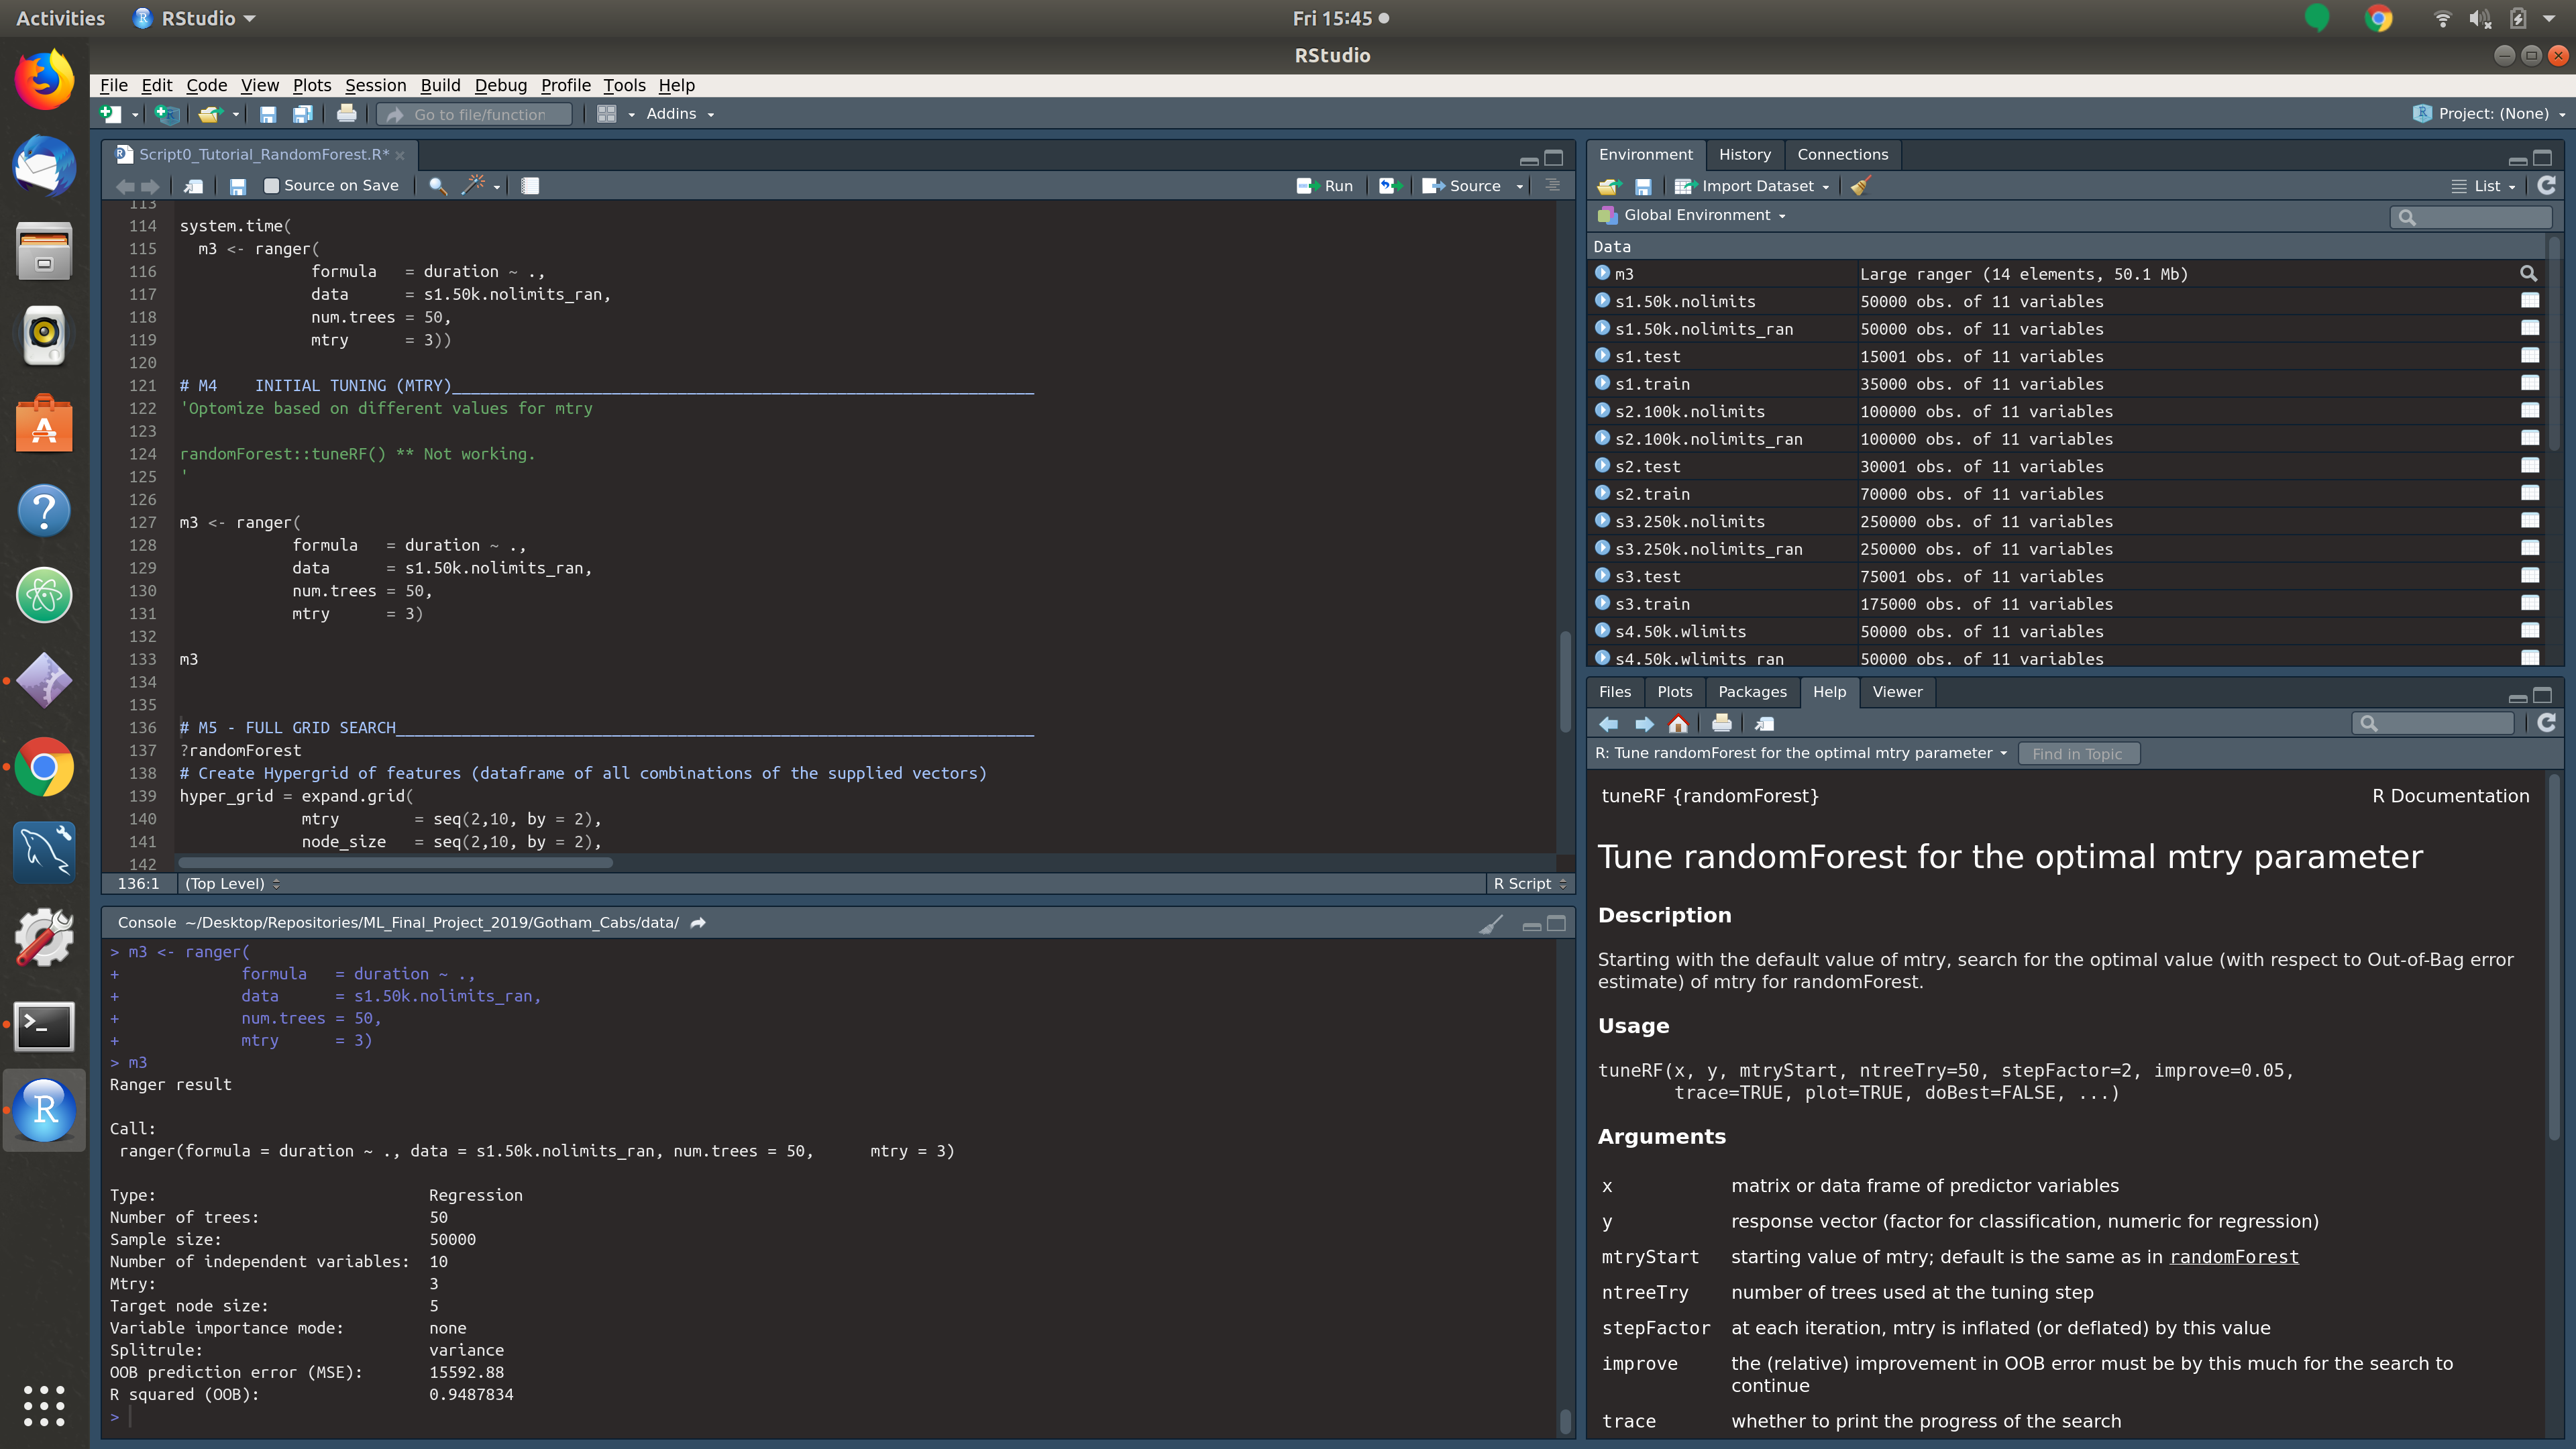 Activities
RStudio
Fri 15:45
RStudio
File Edit Code View Plots Session Build Debug Profile Tools Help
Go to file/function
Addins
Project: (None)
Script0_Tutorial_RandomForest.R*
Source on Save
Run
Source
113
114 system.time(
115   m3 <- ranger(
116               formula   = duration ~ .,
117               data      = s1.50k.nolimits_ran,
118               num.trees = 50,
119               mtry      = 3))
120
121 # M4    INITIAL TUNING (MTRY)______________________________________________________________
122 'Optomize based on different values for mtry
123
124 randomForest::tuneRF() ** Not working.
125 '
126
127 m3 <- ranger(
128             formula   = duration ~ .,
129             data      = s1.50k.nolimits_ran,
130             num.trees = 50,
131             mtry      = 3)
132
133 m3
134
135
136 # M5 - FULL GRID SEARCH____________________________________________________________________
137 ?randomForest
138 # Create Hypergrid of features (dataframe of all combinations of the supplied vectors)
139 hyper_grid = expand.grid(
140                 mtry        = seq(2,10, by = 2),
141              node_size   = seq(2,10, by = 2),
142
136:1 (Top Level) R Script
Console ~/Desktop/Repositories/ML_Final_Project_2019/Gotham_Cabs/data/
> m3 <- ranger(
+             formula   = duration ~ .,
+             data      = s1.50k.nolimits_ran,
+             num.trees = 50,
+             mtry      = 3)
> m3
Ranger result
Call:
 ranger(formula = duration ~ ., data = s1.50k.nolimits_ran, num.trees = 50,      mtry = 3)
Type:                             Regression
Number of trees:                  50
Sample size:                      50000
Number of independent variables:  10
Mtry:                             3
Target node size:                 5
Variable importance mode:         none
Splitrule:                        variance
OOB prediction error (MSE):       15592.88
R squared (OOB):                  0.9487834
>
Environment History Connections
Import Dataset
List
Global Environment
Data
m3 Large ranger (14 elements, 50.1 Mb)
s1.50k.nolimits 50000 obs. of 11 variables
s1.50k.nolimits_ran 50000 obs. of 11 variables
s1.test 15001 obs. of 11 variables
s1.train 35000 obs. of 11 variables
s2.100k.nolimits 100000 obs. of 11 variables
s2.100k.nolimits_ran 100000 obs. of 11 variables
s2.test 30001 obs. of 11 variables
s2.train 70000 obs. of 11 variables
s3.250k.nolimits 250000 obs. of 11 variables
s3.250k.nolimits_ran 250000 obs. of 11 variables
s3.test 75001 obs. of 11 variables
s3.train 175000 obs. of 11 variables
s4.50k.wlimits 50000 obs. of 11 variables
s4.50k.wlimits_ran 50000 obs. of 11 variables
Files Plots Packages Help Viewer
R: Tune randomForest for the optimal mtry parameter
Find in Topic
tuneRF {randomForest} R Documentation
Tune randomForest for the optimal mtry parameter
Description
Starting with the default value of mtry, search for the optimal value (with respect to Out-of-Bag error
estimate) of mtry for randomForest.
Usage
tuneRF(x, y, mtryStart, ntreeTry=50, stepFactor=2, improve=0.05,
       trace=TRUE, plot=TRUE, doBest=FALSE, ...)
Arguments
x matrix or data frame of predictor variables
y response vector (factor for classification, numeric for regression)
mtryStart starting value of mtry; default is the same as in randomForest
ntreeTry number of trees used at the tuning step
stepFactor at each iteration, mtry is inflated (or deflated) by this value
improve the (relative) improvement in OOB error must be by this much for the search to
continue
trace whether to print the progress of the search